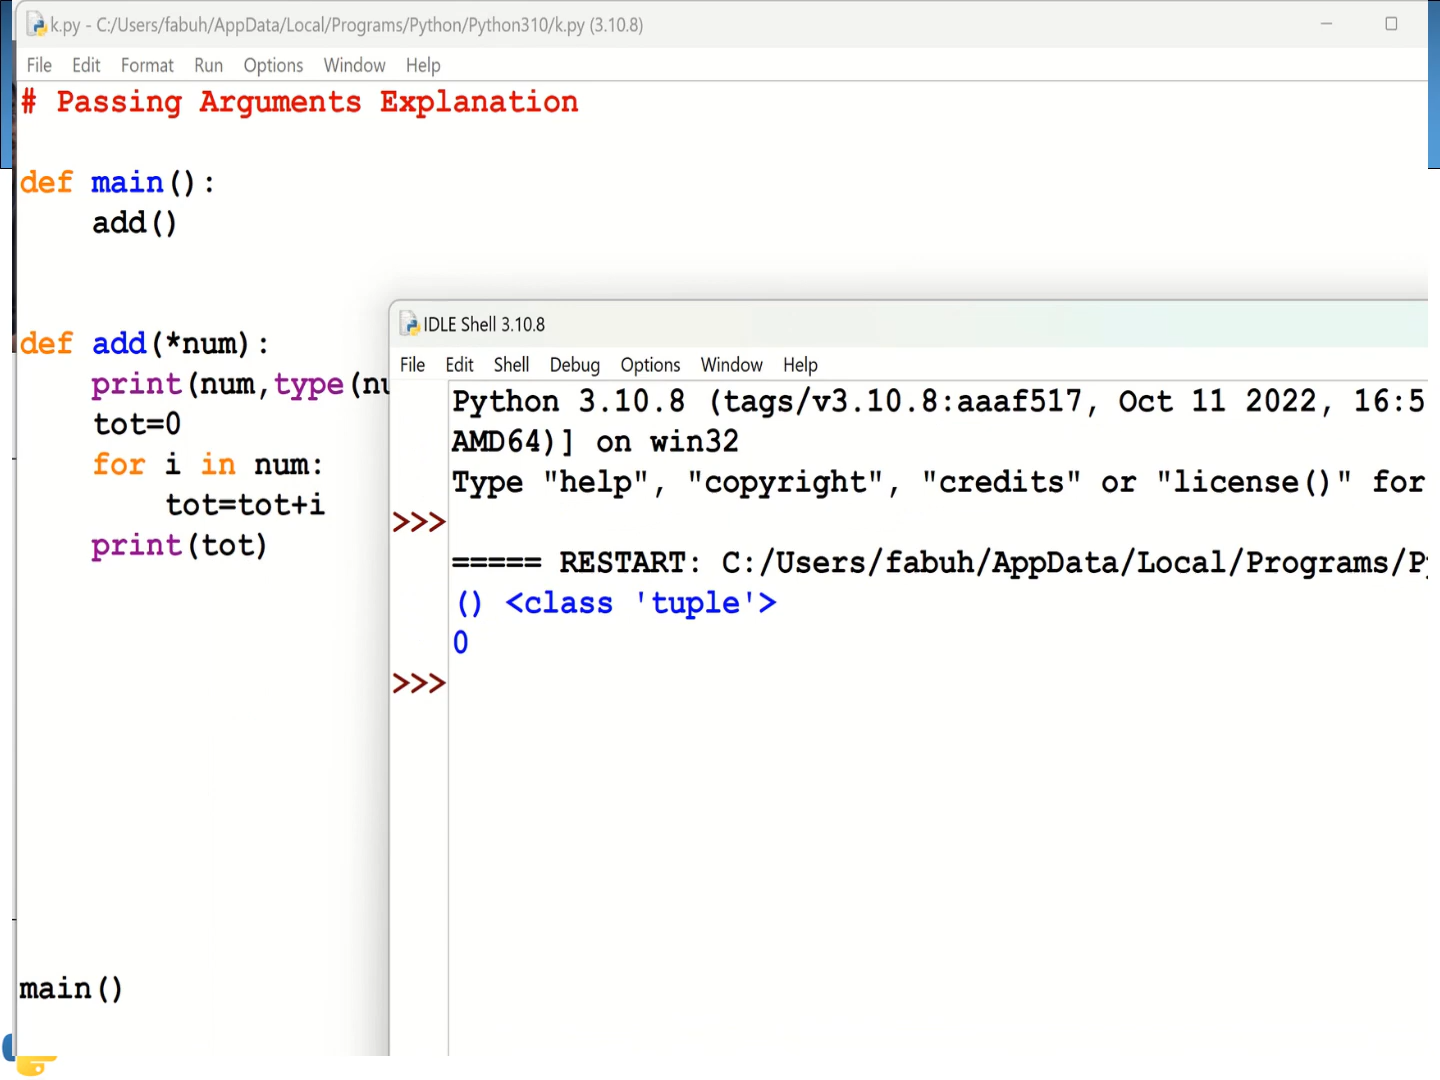 k.py - C:/Users/fabuh/AppData/Local/Programs/Python/Python310/k.py (3.10.8)
File Edit Format Run Options Window Help
# Passing Arguments Explanation
def main():
add()
def add(*num):
print(num,type(nu
tot=0
for i in num:
tot=tot+i
print(tot)
main()
IDLE Shell 3.10.8
File Edit Shell Debug Options Window Help
Python 3.10.8 (tags/v3.10.8:aaaf517, Oct 11 2022, 16:5
AMD64)] on win32
Type "help", "copyright", "credits" or "license()" for
>>>
===== RESTART: C:/Users/fabuh/AppData/Local/Programs/Py
() <class 'tuple'>
0
>>>